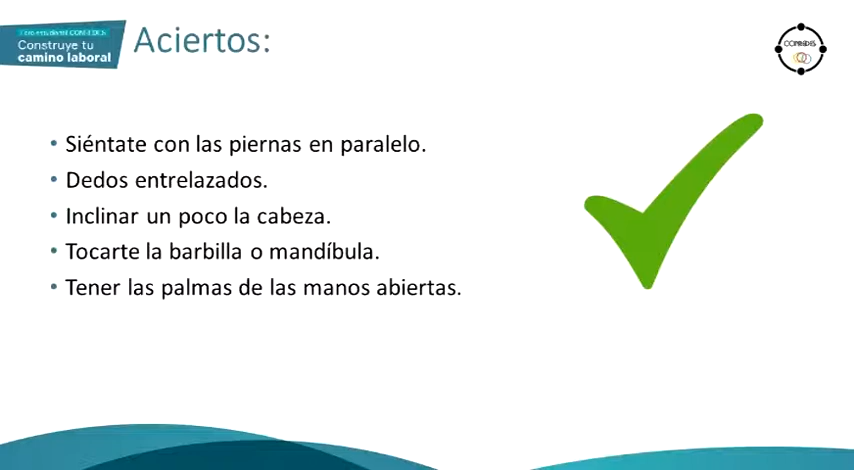 Construye tu
camino laboral
Aciertos:
• Siéntate con las piernas en paralelo.
• Dedos entrelazados.
• Inclinar un poco la cabeza.
• Tocarte la barbilla o mandíbula.
• Tener las palmas de las manos abiertas.